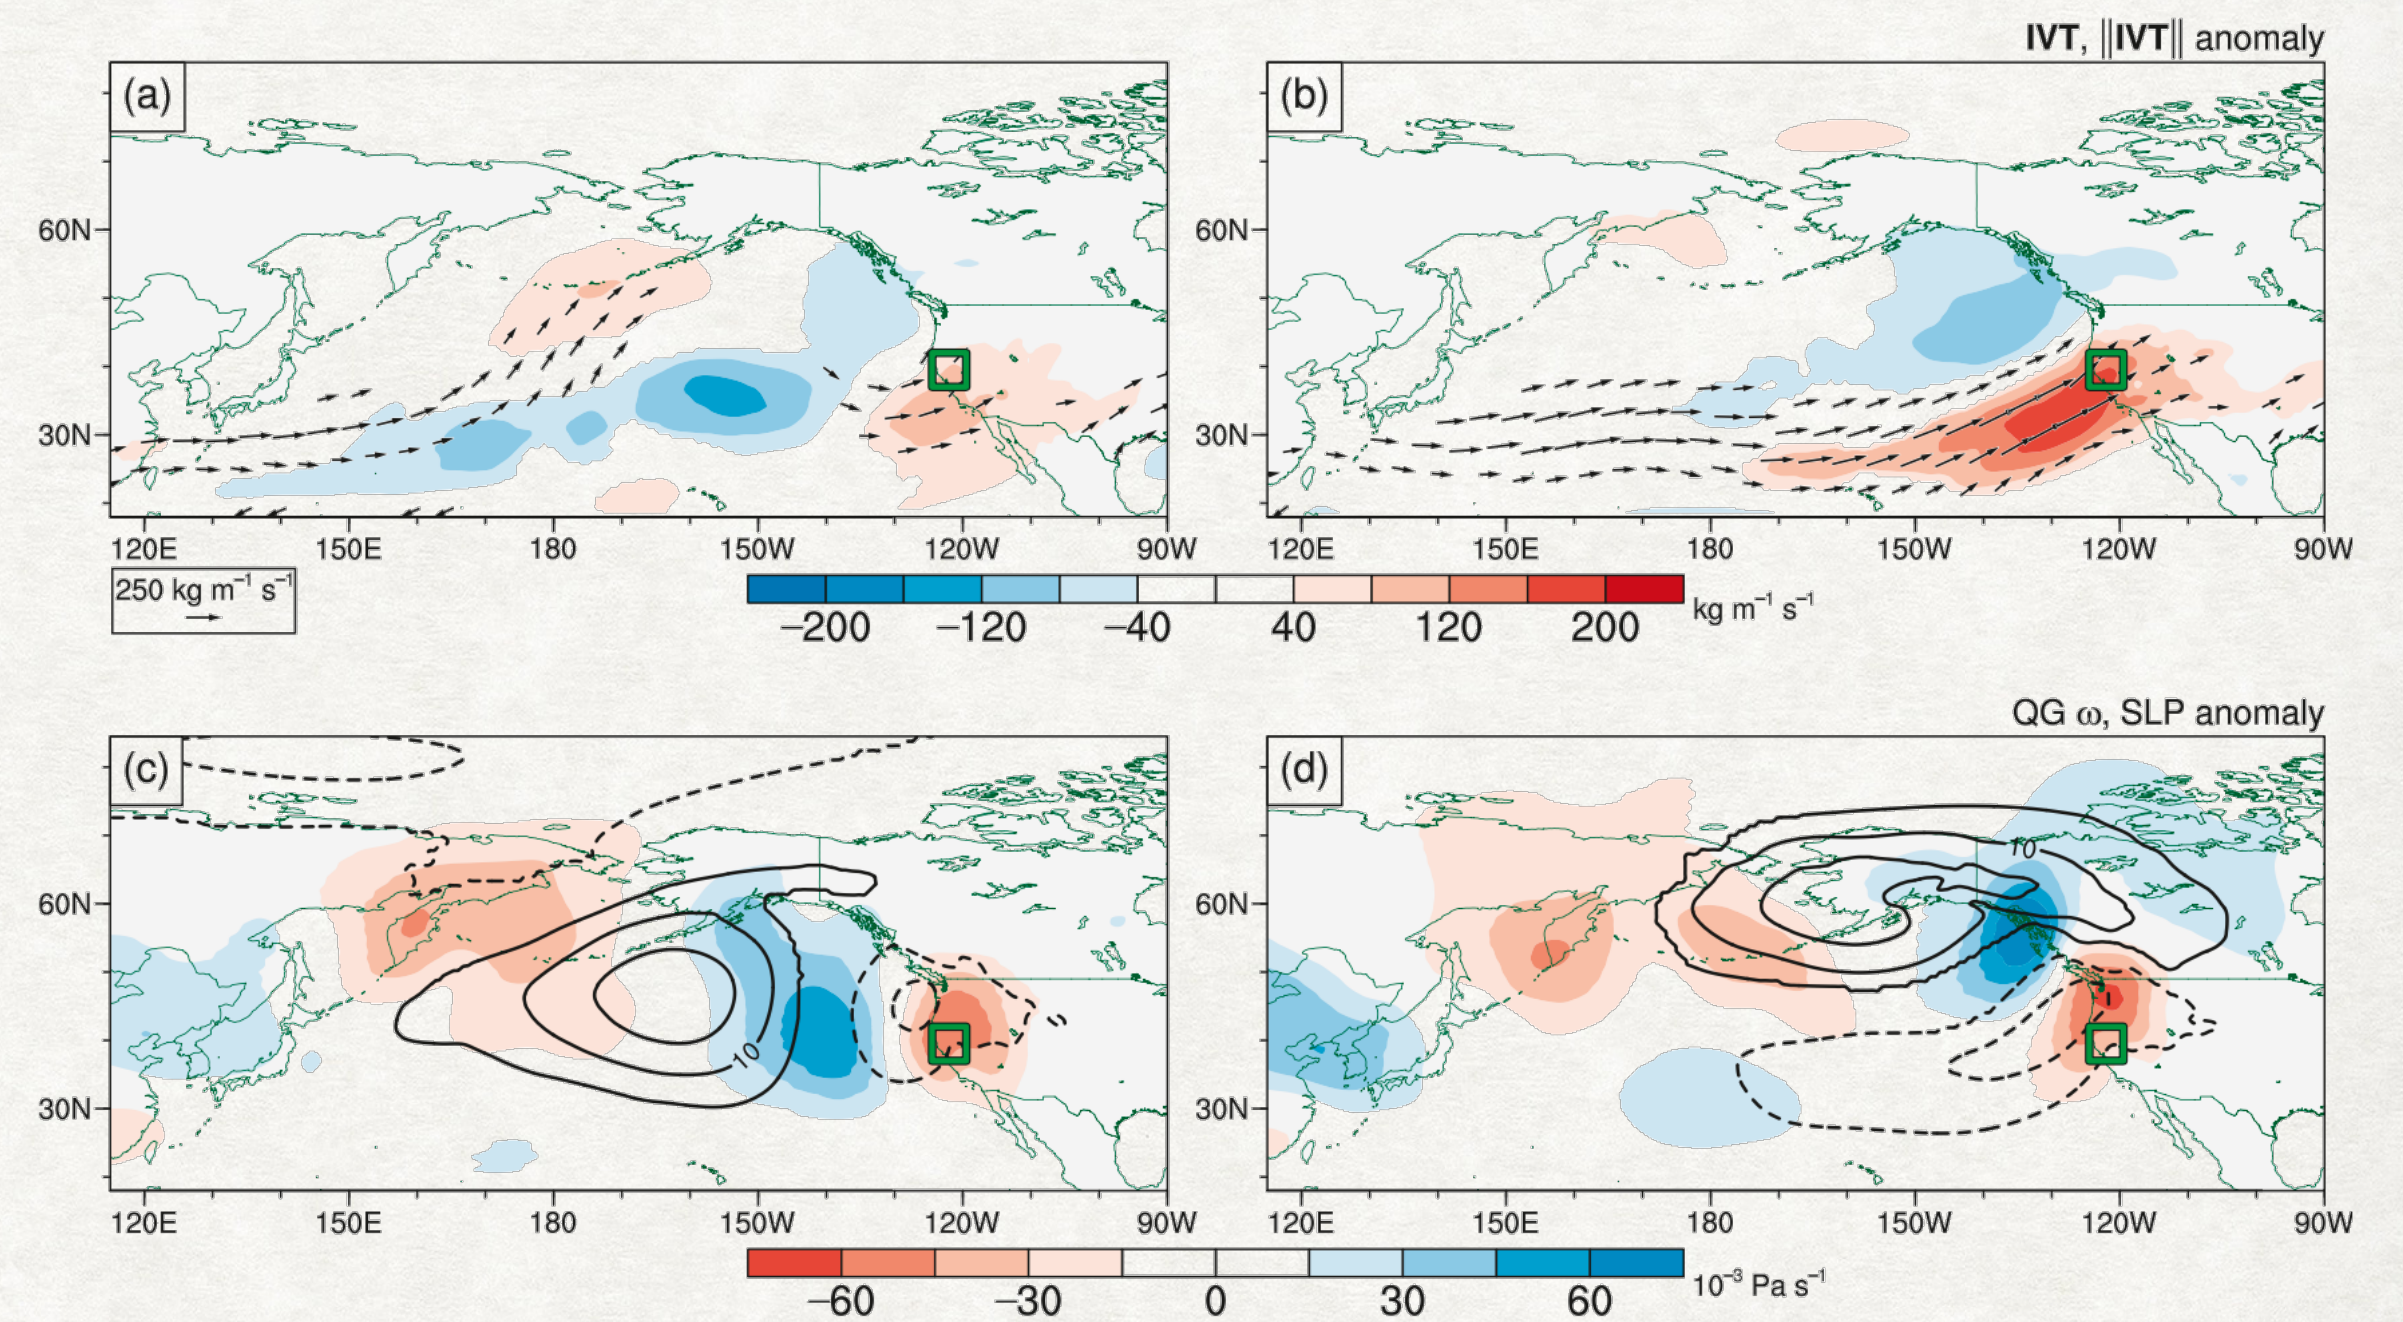 IVT, ||IVT|| anomaly
(a)
(b)
60N
30N
60N
30N
120E 150E 180 150W 120W 90W
120E 150E 180 150W 120W 90W
250 kg m⁻¹ s⁻¹
−200 −120 −40 40 120 200
kg m⁻¹ s⁻¹
QG ω, SLP anomaly
(c)
(d)
10
60N
30N
60N
30N
10
120E 150E 180 150W 120W 90W
120E 150E 180 150W 120W 90W
−60 −30 0 30 60
10⁻³ Pa s⁻¹